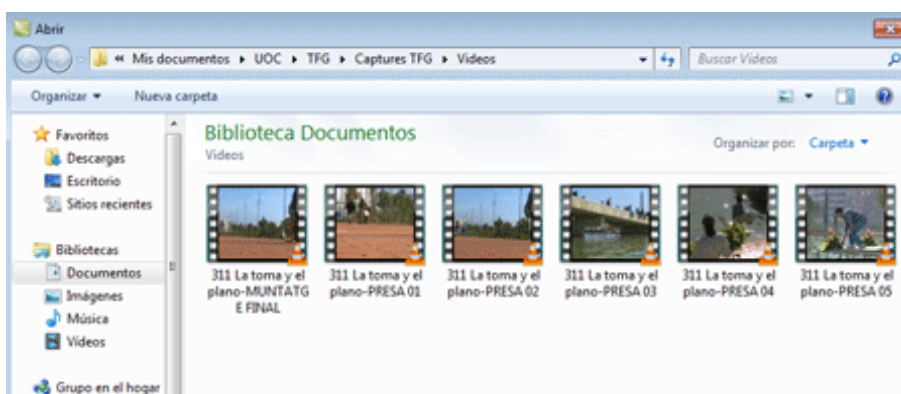 Abrir
« Mis documentos ▸ UOC ▸ TFG ▸ Captures TFG ▸ Videos
Buscar Videos
Organizar
Nueva carpeta
Favoritos
Descargas
Escritorio
Sitios recientes
Bibliotecas
Documentos
Imágenes
Música
Vídeos
Grupo en el hogar
Biblioteca Documentos
Videos
Organizar por: Carpeta
311 La toma y el
plano-MUNTATG
E FINAL
311 La toma y el
plano-PRESA 01
311 La toma y el
plano-PRESA 02
311 La toma y el
plano-PRESA 03
311 La toma y el
plano-PRESA 04
311 La toma y el
plano-PRESA 05